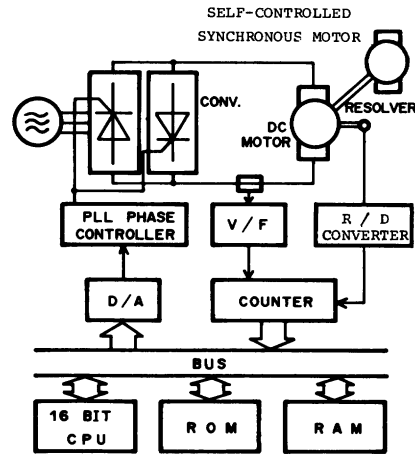 SELF-CONTROLLED
SYNCHRONOUS MOTOR
CONV.
RESOLVER
DC
MOTOR
PLL PHASE
CONTROLLER
V/F
R/D
CONVERTER
D/A
COUNTER
BUS
16 BIT
CPU
ROM
RAM